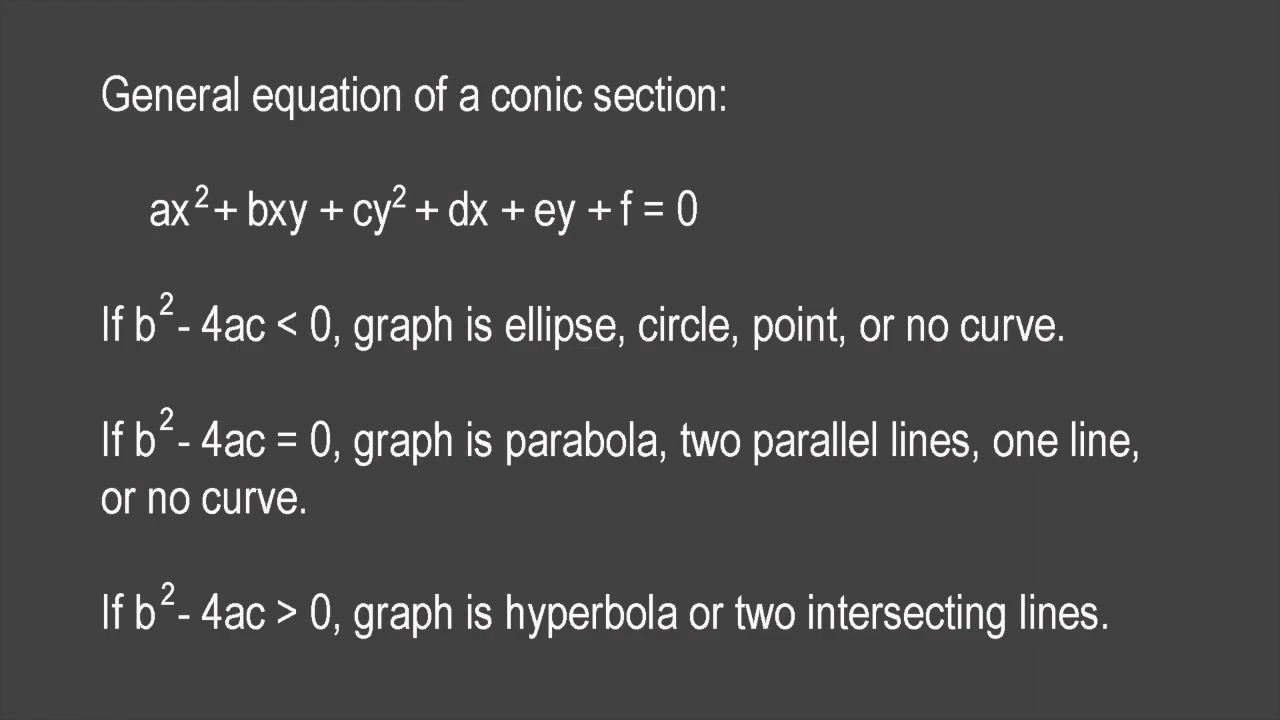 General equation of a conic section:
ax² + bxy + cy² + dx + ey + f = 0
If b² - 4ac < 0, graph is ellipse, circle, point, or no curve.
If b² - 4ac = 0, graph is parabola, two parallel lines, one line,
or no curve.
If b² - 4ac > 0, graph is hyperbola or two intersecting lines.